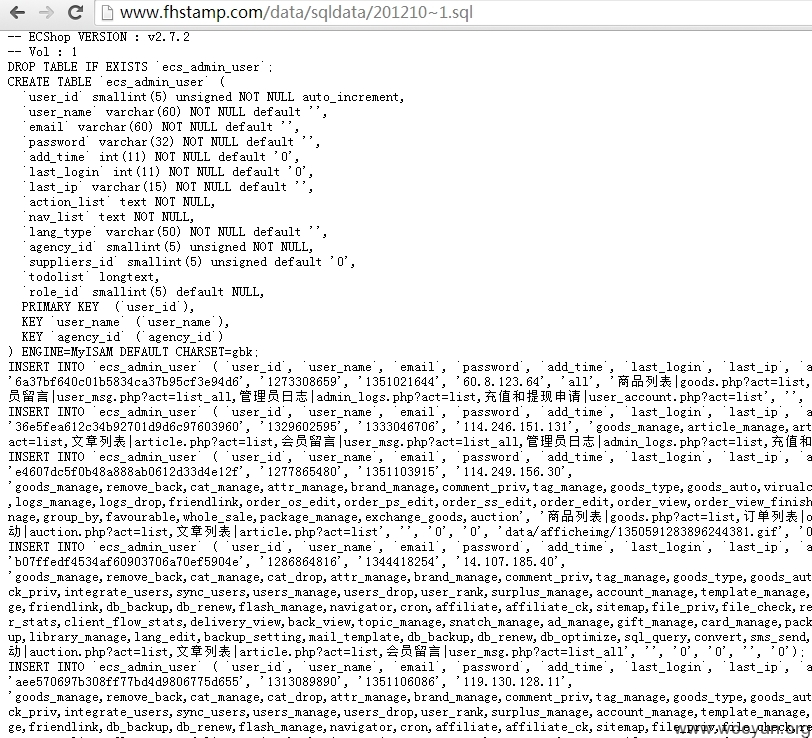 www.fhstamp.com/data/sqldata/201210~1.sql
-- ECShop VERSION : v2.7.2
-- Vol : 1
DROP TABLE IF EXISTS `ecs_admin_user`;
CREATE TABLE `ecs_admin_user` (
`user_id` smallint(5) unsigned NOT NULL auto_increment,
`user_name` varchar(60) NOT NULL default '',
`email` varchar(60) NOT NULL default '',
`password` varchar(32) NOT NULL default '',
`add_time` int(11) NOT NULL default '0',
`last_login` int(11) NOT NULL default '0',
`last_ip` varchar(15) NOT NULL default '',
`action_list` text NOT NULL,
`nav_list` text NOT NULL,
`lang_type` varchar(50) NOT NULL default '',
`agency_id` smallint(5) unsigned NOT NULL,
`suppliers_id` smallint(5) unsigned default '0',
`todolist` longtext,
`role_id` smallint(5) default NULL,
PRIMARY KEY (`user_id`),
KEY `user_name` (`user_name`),
KEY `agency_id` (`agency_id`)
) ENGINE=MyISAM DEFAULT CHARSET=gbk;
INSERT INTO `ecs_admin_user` ( `user_id`, `user_name`, `email`, `password`, `add_time`, `last_login`, `last_ip`, `a
'6a37bf640c01b5834ca37b95cf3e94d6', '1273308659', '1351021644', '60.8.123.64', 'all', '商品列表|goods.php?act=list,
员留言|user_msg.php?act=list_all,管理员日志|admin_logs.php?act=list,充值和提现申请|user_account.php?act=list', '',
INSERT INTO `ecs_admin_user` ( `user_id`, `user_name`, `email`, `password`, `add_time`, `last_login`, `last_ip`, `a
'36e5fea612c34b92701d9d6c97603960', '1329602595', '1333046706', '114.246.151.131', 'goods_manage,article_manage,art
act=list,文章列表|article.php?act=list,会员留言|user_msg.php?act=list_all,管理员日志|admin_logs.php?act=list,充值和
INSERT INTO `ecs_admin_user` ( `user_id`, `user_name`, `email`, `password`, `add_time`, `last_login`, `last_ip`, `a
'e4607dc5f0b48a888ab0612d33d4e12f', '1277865480', '1351103915', '114.249.156.30',
'goods_manage,remove_back,cat_manage,attr_manage,brand_manage,comment_priv,tag_manage,goods_type,goods_auto,virualc
,logs_manage,logs_drop,friendlink,order_os_edit,order_ps_edit,order_ss_edit,order_edit,order_view,order_view_finish
nage,group_by,favourable,whole_sale,package_manage,exchange_goods,auction', '商品列表|goods.php?act=list,订单列表|o
动|auction.php?act=list,文章列表|article.php?act=list', '', '0', '0', 'data/afficheimg/1350591283896244381.gif', '0
INSERT INTO `ecs_admin_user` ( `user_id`, `user_name`, `email`, `password`, `add_time`, `last_login`, `last_ip`, `a
'b07ffedf4534af60903706a70ef5904e', '1286864816', '1344418254', '14.107.185.40',
'goods_manage,remove_back,cat_manage,cat_drop,attr_manage,brand_manage,comment_priv,tag_manage,goods_type,goods_aut
ck_priv,integrate_users,sync_users,users_manage,users_drop,user_rank,surplus_manage,account_manage,template_manage,
ge,friendlink,db_backup,db_renew,flash_manage,navigator,cron,affiliate,affiliate_ck,sitemap,file_priv,file_check,re
r_stats,client_flow_stats,delivery_view,back_view,topic_manage,snatch_manage,ad_manage,gift_manage,card_manage,pack
up,library_manage,lang_edit,backup_setting,mail_template,db_backup,db_renew,db_optimize,sql_query,convert,sms_send,
动|auction.php?act=list,文章列表|article.php?act=list,会员留言|user_msg.php?act=list_all', '', '0', '0', '', '0');
INSERT INTO `ecs_admin_user` ( `user_id`, `user_name`, `email`, `password`, `add_time`, `last_login`, `last_ip`, `a
'aee570697b308ff77bd4d9806775d655', '1313089890', '1351106086', '119.130.128.11',
'goods_manage,remove_back,cat_manage,cat_drop,attr_manage,brand_manage,comment_priv,tag_manage,goods_type,goods_aut
ck_priv,integrate_users,sync_users,users_manage,users_drop,user_rank,surplus_manage,account_manage,template_manage,
ge,friendlink,db_backup,db_renew,flash_manage,navigator,cron,affiliate,affiliate_ck,sitemap,file_priv,file_check,re
www.wooyun.org